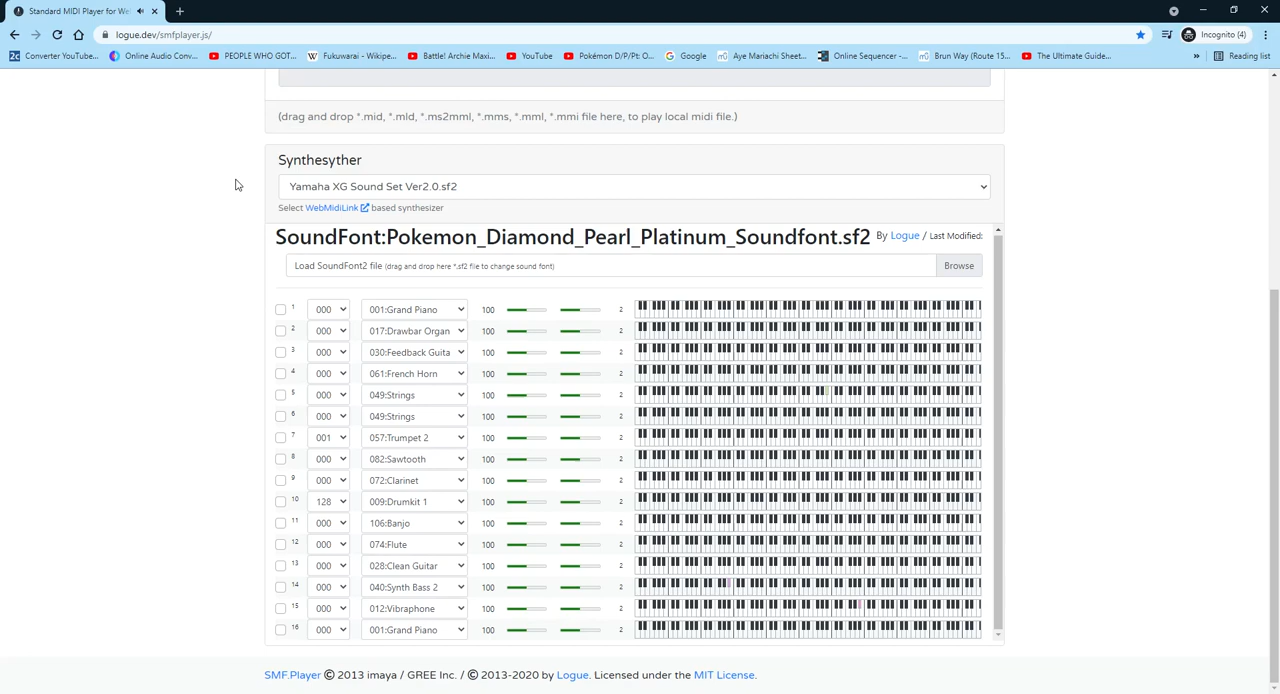 Standard MIDI Player for We
logue.dev/smfplayer.js/
Incognito (4)
Converter YouTube...
Online Audio Conv...
PEOPLE WHO GOT...
Fukuwarai - Wikipe...
Battle! Archie Maxi...
YouTube
Pokémon D/P/Pt: O...
Google
Aye Mariachi Sheet...
Online Sequencer -...
Brun Way (Route 15...
The Ultimate Guide...
»
Reading list
(drag and drop *.mid, *.mld, *.ms2mml, *.mms, *.mml, *.mmi file here, to play local midi file.)
Synthesyther
Yamaha XG Sound Set Ver2.0.sf2
Select WebMidiLink based synthesizer
SoundFont:Pokemon_Diamond_Pearl_Platinum_Soundfont.sf2 By Logue / Last Modified:
Load SoundFont2 file (drag and drop here *.sf2 file to change sound font) Browse
1 000 001:Grand Piano 100 2
2 000 017:Drawbar Organ 100 2
3 000 030:Feedback Guita 100 2
4 000 061:French Horn 100 2
5 000 049:Strings 100 2
6 000 049:Strings 100 2
7 001 057:Trumpet 2 100 2
8 000 082:Sawtooth 100 2
9 000 072:Clarinet 100 2
10 128 009:Drumkit 1 100 2
11 000 106:Banjo 100 2
12 000 074:Flute 100 2
13 000 028:Clean Guitar 100 2
14 000 040:Synth Bass 2 100 2
15 000 012:Vibraphone 100 2
16 000 001:Grand Piano 100 2
SMF.Player © 2013 imaya / GREE Inc. / © 2013-2020 by Logue. Licensed under the MIT License.